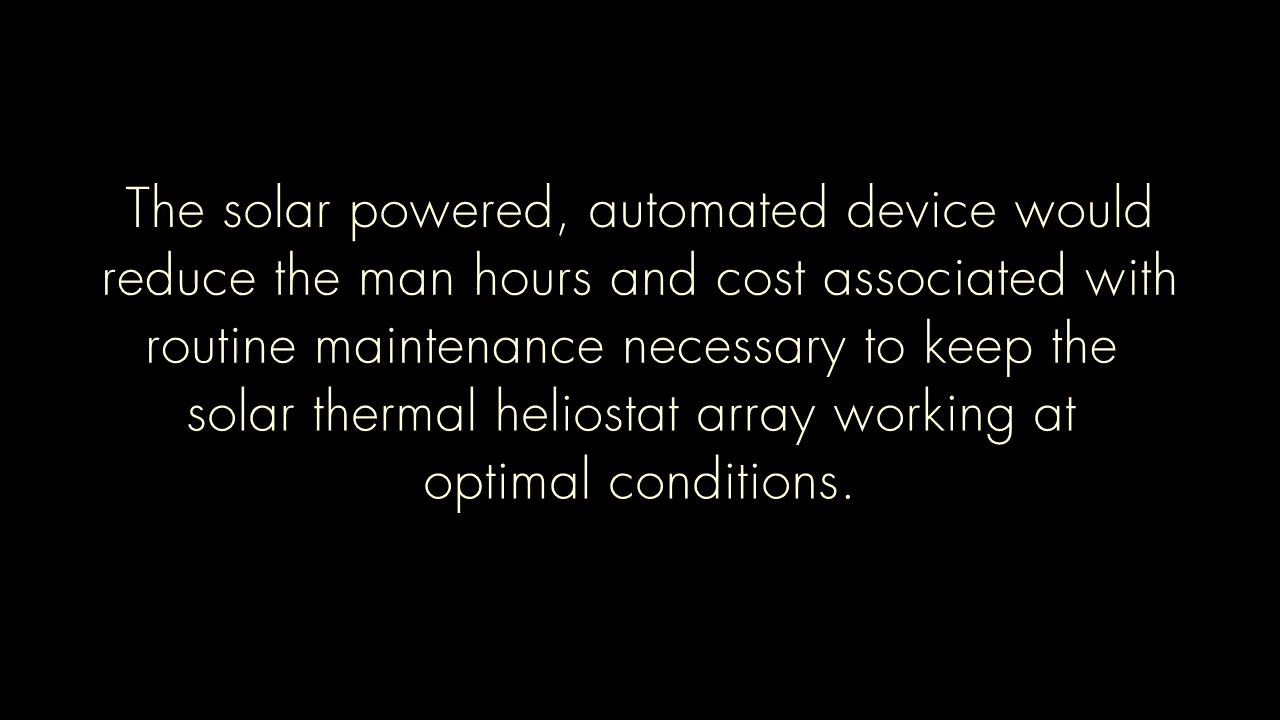 The solar powered, automated device would
reduce the man hours and cost associated with
routine maintenance necessary to keep the
solar thermal heliostat array working at
optimal conditions.